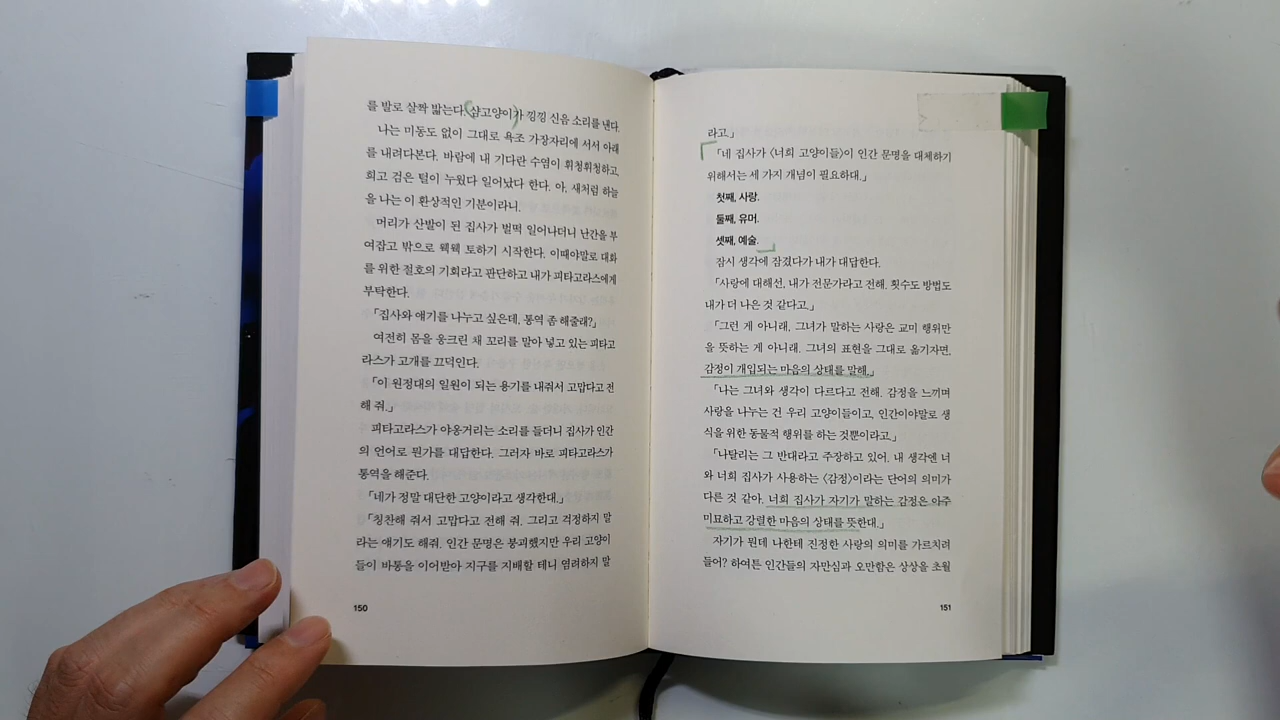 를 발로 살짝 밟는다. 샴고양이가 낑낑 신음 소리를 낸다.
나는 미동도 없이 그대로 욕조 가장자리에 서서 아래
를 내려다본다. 바람에 내 기다란 수염이 휘청휘청하고,
희고 검은 털이 누웠다 일어났다 한다. 아, 새처럼 하늘
을 나는 이 환상적인 기분이라니.
머리가 산발이 된 집사가 벌떡 일어나더니 난간을 부
여잡고 밖으로 웩웩 토하기 시작한다. 이때야말로 대화
를 위한 절호의 기회라고 판단하고 내가 피타고라스에게
부탁한다.
「집사와 얘기를 나누고 싶은데, 통역 좀 해줄래?」
여전히 몸을 웅크린 채 꼬리를 말아 넣고 있는 피타고
라스가 고개를 끄덕인다.
「이 원정대의 일원이 되는 용기를 내줘서 고맙다고 전
해 줘.」
피타고라스가 야옹거리는 소리를 들더니 집사가 인간
의 언어로 뭔가를 대답한다. 그러자 바로 피타고라스가
통역을 해준다.
「네가 정말 대단한 고양이라고 생각한대.」
「칭찬해 줘서 고맙다고 전해 줘. 그리고 걱정하지 말
라는 얘기도 해줘. 인간 문명은 붕괴했지만 우리 고양이
들이 바통을 이어받아 지구를 지배할 테니 염려하지 말
150
라고.」
「네 집사가 〈너희 고양이들〉이 인간 문명을 대체하기
위해서는 세 가지 개념이 필요하대.」
첫째, 사랑.
둘째, 유머.
셋째, 예술.
잠시 생각에 잠겼다가 내가 대답한다.
「사랑에 대해선, 내가 전문가라고 전해. 횟수도 방법도
내가 더 나은 것 같다고.」
「그런 게 아니래. 그녀가 말하는 사랑은 교미 행위만
을 뜻하는 게 아니래. 그녀의 표현을 그대로 옮기자면,
감정이 개입되는 마음의 상태를 말해.」
「나는 그녀와 생각이 다르다고 전해. 감정을 느끼며
사랑을 나누는 건 우리 고양이들이고, 인간이야말로 생
식을 위한 동물적 행위를 하는 것뿐이라고.」
「나탈리는 그 반대라고 주장하고 있어. 내 생각엔 너
와 너희 집사가 사용하는 〈감정〉이라는 단어의 의미가
다른 것 같아. 너희 집사가 자기가 말하는 감정은 아주
미묘하고 강렬한 마음의 상태를 뜻한대.」
자기가 뭔데 나한테 진정한 사랑의 의미를 가르치려
들어? 하여튼 인간들의 자만심과 오만함은 상상을 초월
151